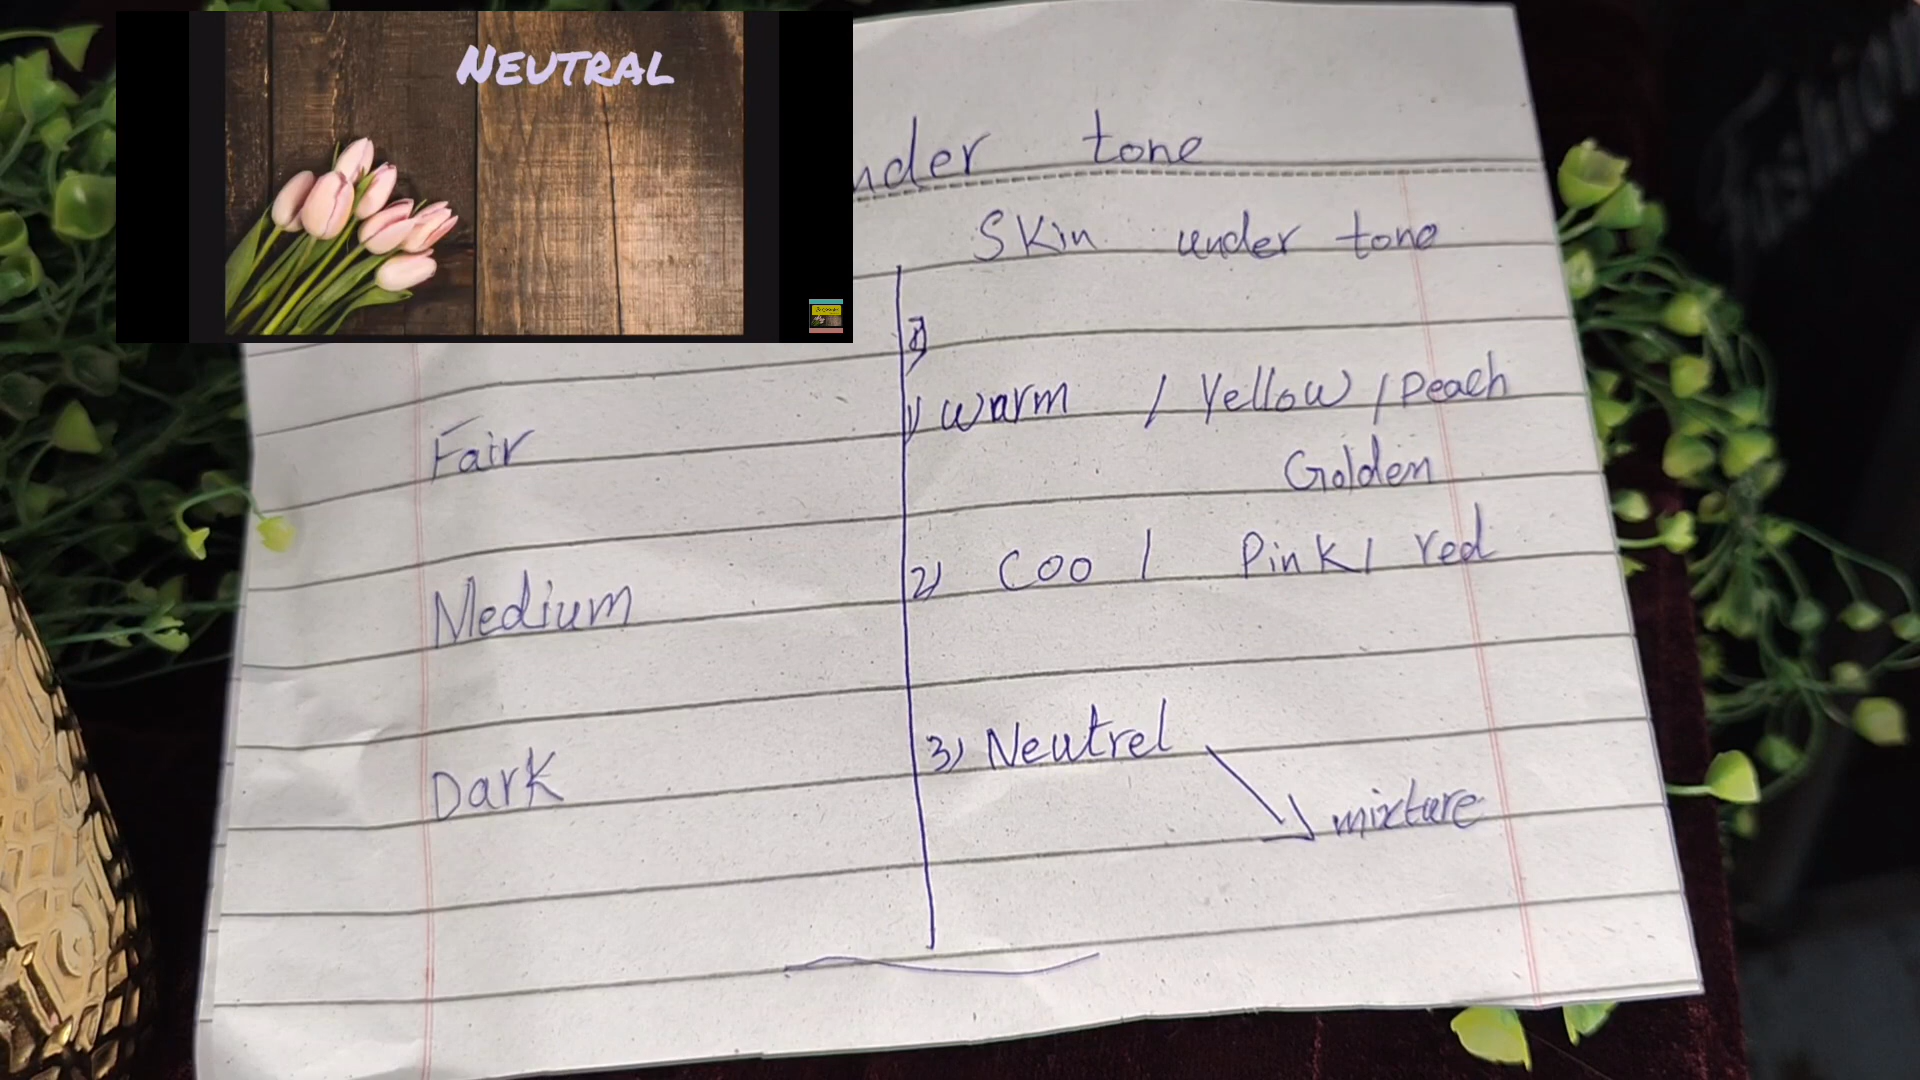 NEUTRAL
nder tone
Skin under tone
1) Warm / Yellow / Peach
Golden
Fair
2) Cool Pink / red
Medium
3) Neutrel
Dark
mixture
Fashion